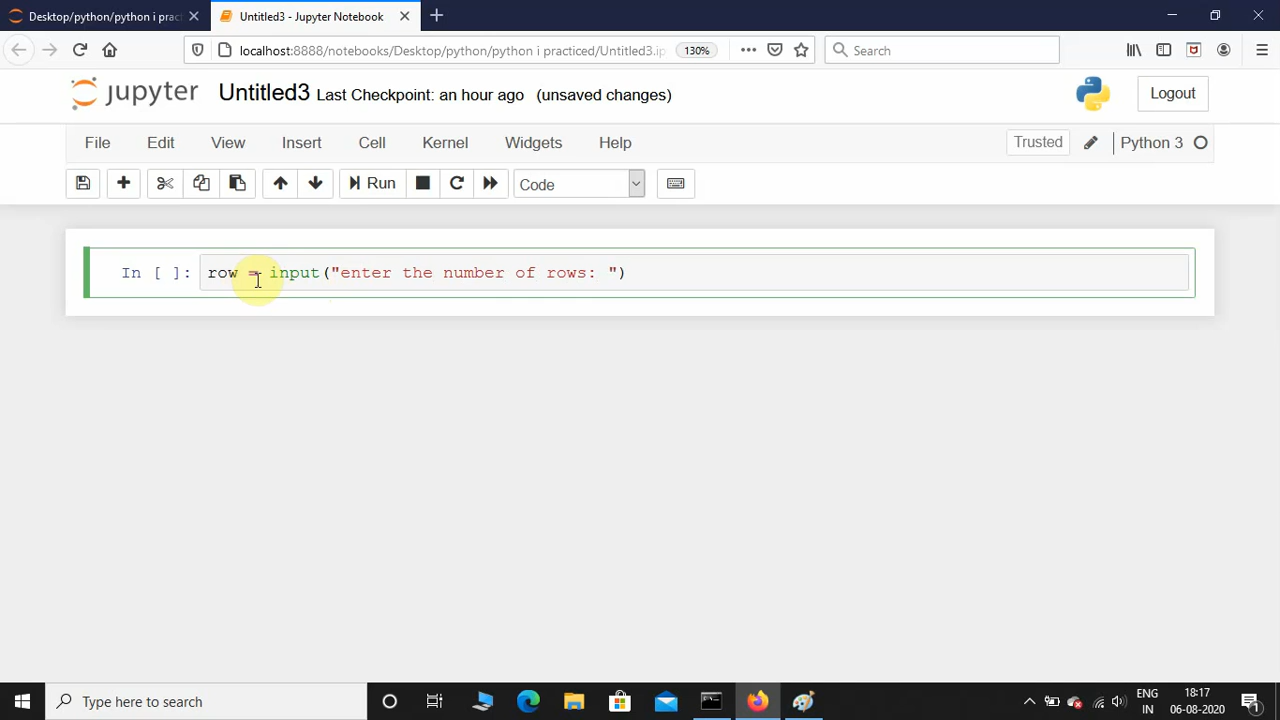 Desktop/python/python i prac
Untitled3 - Jupyter Notebook
localhost:8888/notebooks/Desktop/python/python i practiced/Untitled3.ip
130%
Search
jupyter
Untitled3 Last Checkpoint: an hour ago (unsaved changes)
Logout
File Edit View Insert Cell Kernel Widgets Help
Trusted
Python 3
Run
Code
In [ ]: row = input("enter the number of rows: ")
Type here to search
ENG 18:17
IN 06-08-2020
1